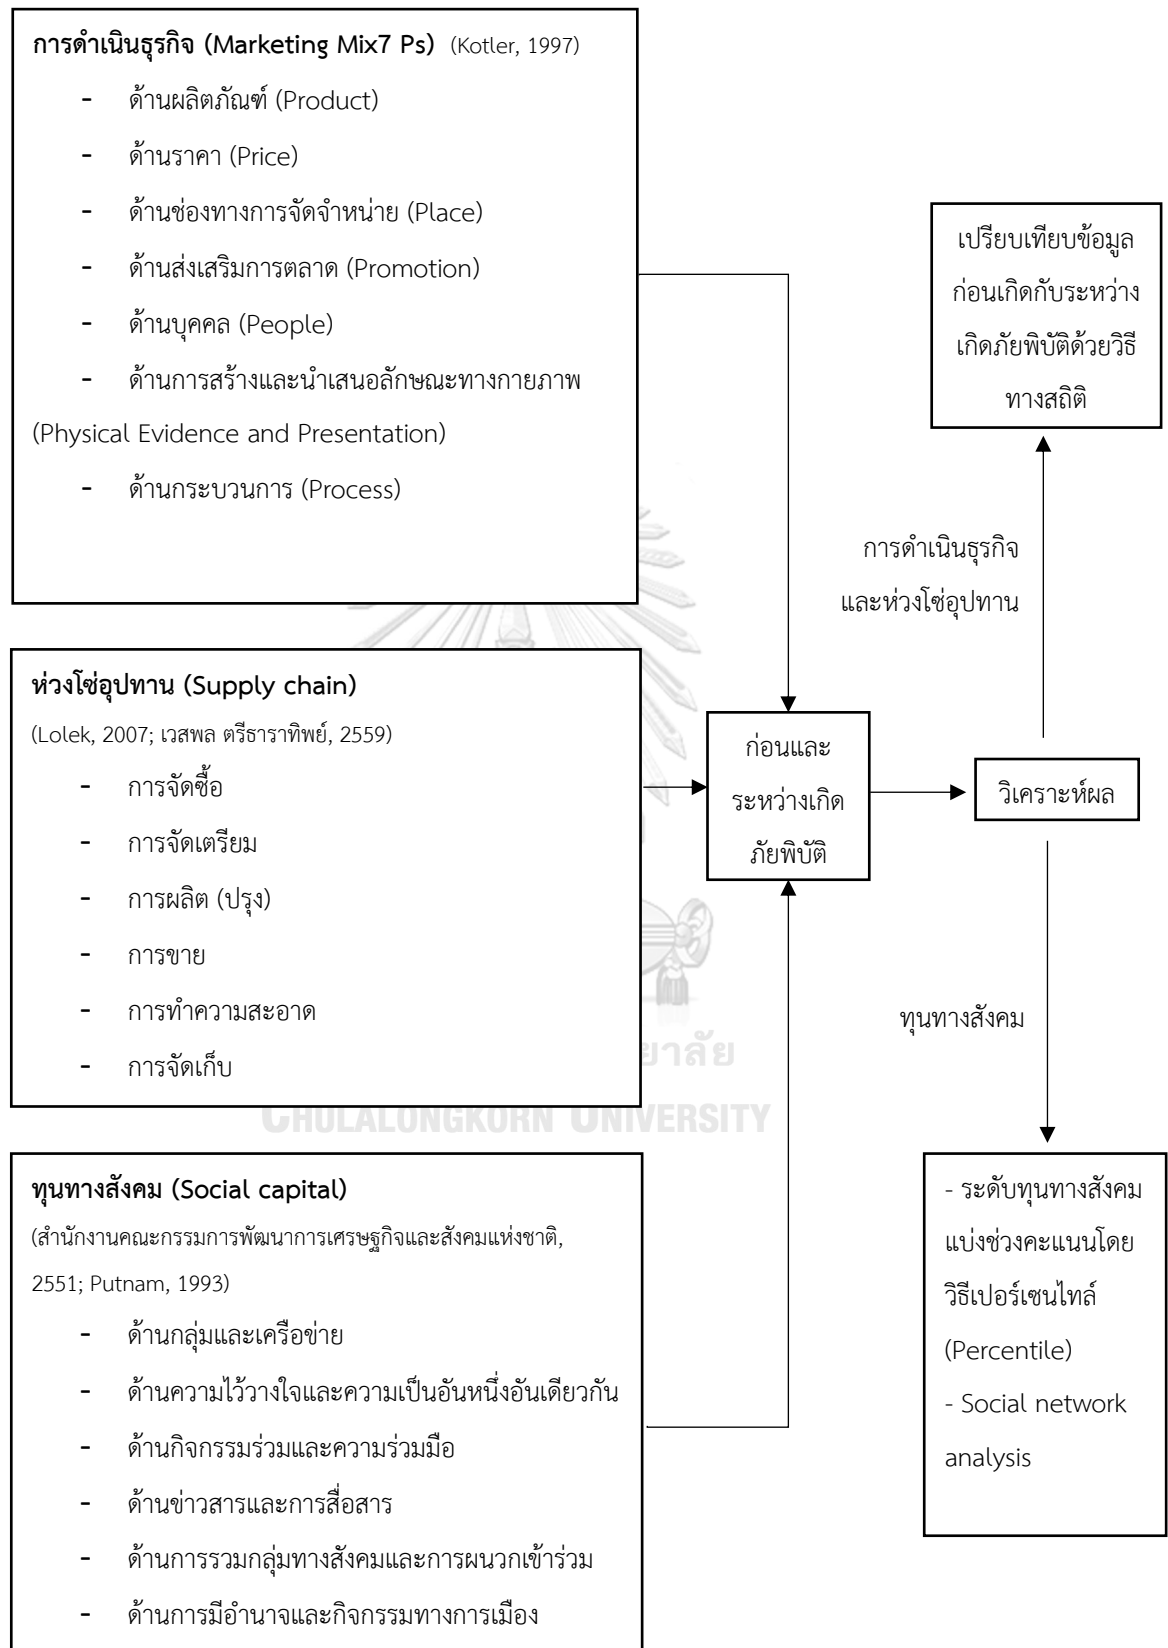 การดำเนินธุรกิจ (Marketing Mix7 Ps) (Kotler, 1997)
- ด้านผลิตภัณฑ์ (Product)
- ด้านราคา (Price)
- ด้านช่องทางการจัดจำหน่าย (Place)
- ด้านส่งเสริมการตลาด (Promotion)
- ด้านบุคคล (People)
- ด้านการสร้างและนำเสนอลักษณะทางกายภาพ
(Physical Evidence and Presentation)
- ด้านกระบวนการ (Process)
ห่วงโซ่อุปทาน (Supply chain)
(Lolek, 2007; เวสพล ตรีธาราทิพย์, 2559)
- การจัดซื้อ
- การจัดเตรียม
- การผลิต (ปรุง)
- การขาย
- การทำความสะอาด
- การจัดเก็บ
ทุนทางสังคม (Social capital)
(สำนักงานคณะกรรมการพัฒนาการเศรษฐกิจและสังคมแห่งชาติ,
2551; Putnam, 1993)
- ด้านกลุ่มและเครือข่าย
- ด้านความไว้วางใจและความเป็นอันหนึ่งอันเดียวกัน
- ด้านกิจกรรมร่วมและความร่วมมือ
- ด้านข่าวสารและการสื่อสาร
- ด้านการรวมกลุ่มทางสังคมและการผนวกเข้าร่วม
- ด้านการมีอำนาจและกิจกรรมทางการเมือง
ก่อนและ
ระหว่างเกิด
ภัยพิบัติ
วิเคราะห์ผล
การดำเนินธุรกิจ
และห่วงโซ่อุปทาน
เปรียบเทียบข้อมูล
ก่อนเกิดกับระหว่าง
เกิดภัยพิบัติด้วยวิธี
ทางสถิติ
ทุนทางสังคม
- ระดับทุนทางสังคม
แบ่งช่วงคะแนนโดย
วิธีเปอร์เซนไทล์
(Percentile)
- Social network
analysis
CHULALONGKORN UNIVERSITY